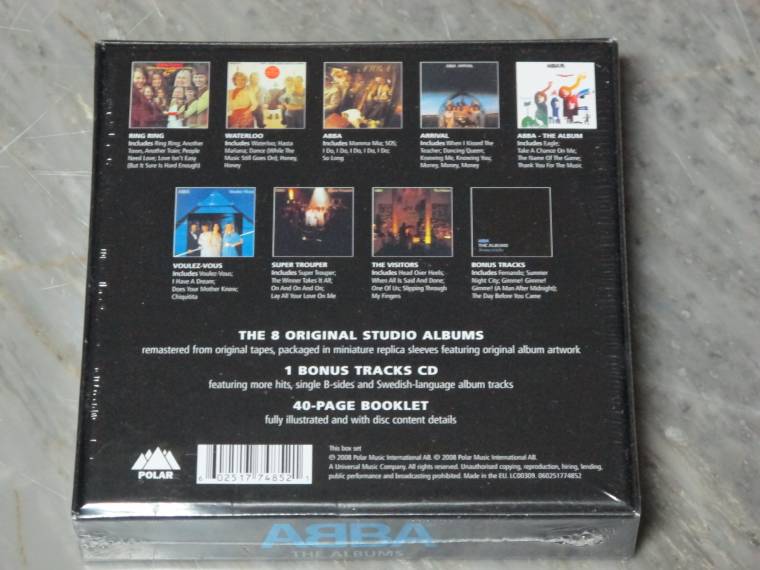 RING RING
Includes Ring Ring; Another
Town, Another Train; People
Need Love; Love Isn't Easy
(But It Sure Is Hard Enough)
WATERLOO
Includes Waterloo; Hasta
Mañana; Dance (While The
Music Still Goes On); Honey,
Honey
ABBA
Includes Mamma Mia; SOS;
I Do, I Do, I Do, I Do, I Do;
So Long
ARRIVAL
Includes When I Kissed The
Teacher; Dancing Queen;
Knowing Me, Knowing You;
Money, Money, Money
ABBA - THE ALBUM
Includes Eagle;
Take A Chance On Me;
The Name Of The Game;
Thank You For The Music
VOULEZ-VOUS
Includes Voulez-Vous;
I Have A Dream;
Does Your Mother Know;
Chiquitita
SUPER TROUPER
Includes Super Trouper;
The Winner Takes It All;
On And On And On;
Lay All Your Love On Me
THE VISITORS
Includes Head Over Heels;
When All Is Said And Done;
One Of Us; Slipping Through
My Fingers
ABBA
THE ALBUMS
BONUS TRACKS
Includes Fernando; Summer
Night City; Gimme! Gimme!
Gimme! (A Man After Midnight);
The Day Before You Came
THE 8 ORIGINAL STUDIO ALBUMS
remastered from original tapes, packaged in miniature replica sleeves featuring original album artwork
1 BONUS TRACKS CD
featuring more hits, single B-sides and Swedish-language album tracks
40-PAGE BOOKLET
fully illustrated and with disc content details
POLAR
6 02517 74852 1
This box set
℗ 2008 Polar Music International AB. © 2008 Polar Music International AB.
A Universal Music Company. All rights reserved. Unauthorised copying, reproduction, hiring, lending,
public performance and broadcasting prohibited. Made in the EU. LC00309. 060251774852
ABBA
THE ALBUMS